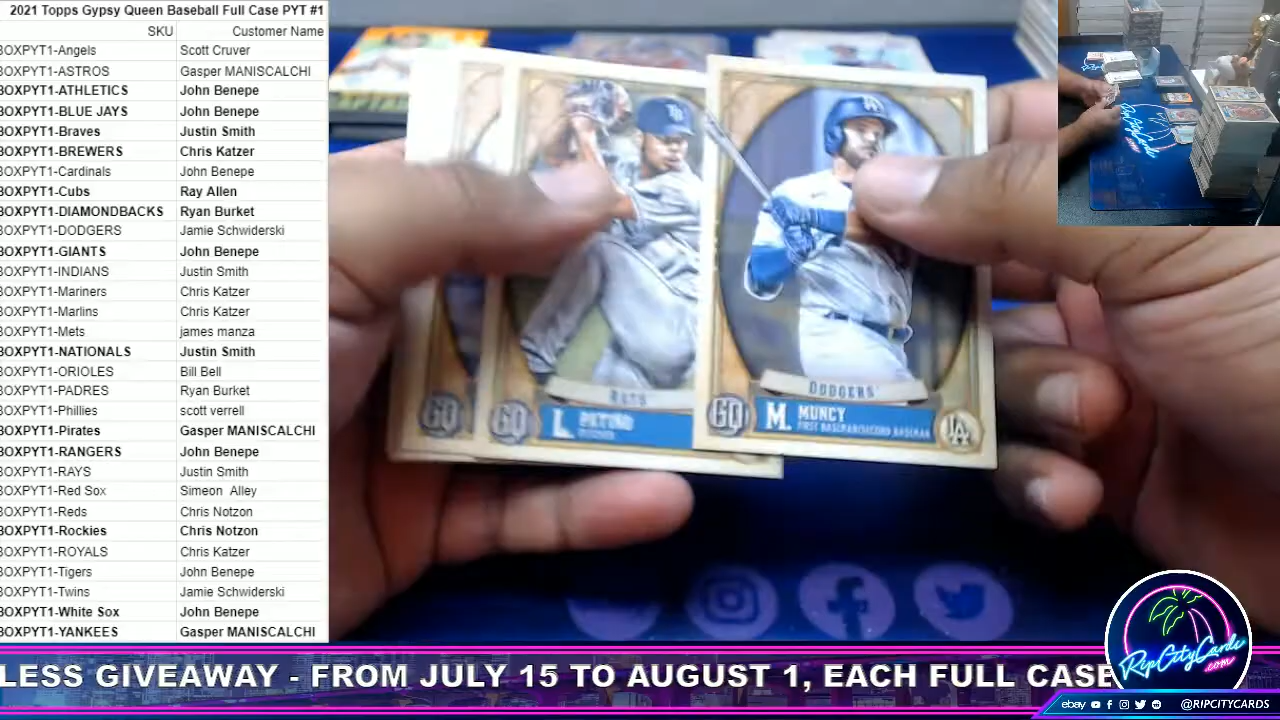 2021 Topps Gypsy Queen Baseball Full Case PYT #1
SKU Customer Name
BOXPYT1-Angels Scott Cruver
BOXPYT1-ASTROS Gasper MANISCALCHI
BOXPYT1-ATHLETICS John Benepe
BOXPYT1-BLUE JAYS John Benepe
BOXPYT1-Braves Justin Smith
BOXPYT1-BREWERS Chris Katzer
BOXPYT1-Cardinals John Benepe
BOXPYT1-Cubs Ray Allen
BOXPYT1-DIAMONDBACKS Ryan Burket
BOXPYT1-DODGERS Jamie Schwiderski
BOXPYT1-GIANTS John Benepe
BOXPYT1-INDIANS Justin Smith
BOXPYT1-Mariners Chris Katzer
BOXPYT1-Marlins Chris Katzer
BOXPYT1-Mets james manza
BOXPYT1-NATIONALS Justin Smith
BOXPYT1-ORIOLES Bill Bell
BOXPYT1-PADRES Ryan Burket
BOXPYT1-Phillies scott verrell
BOXPYT1-Pirates Gasper MANISCALCHI
BOXPYT1-RANGERS John Benepe
BOXPYT1-RAYS Justin Smith
BOXPYT1-Red Sox Simeon Alley
BOXPYT1-Reds Chris Notzon
BOXPYT1-Rockies Chris Notzon
BOXPYT1-ROYALS Chris Katzer
BOXPYT1-Tigers John Benepe
BOXPYT1-Twins Jamie Schwiderski
BOXPYT1-White Sox John Benepe
BOXPYT1-YANKEES Gasper MANISCALCHI
GQ
RAYS
GQ L. PATIÑO
PITCHER
DODGERS
GQ M. MUNCY LA
FIRST BASEMAN/SECOND BASEMAN
RipCityCards
.com
LESS GIVEAWAY - FROM JULY 15 TO AUGUST 1, EACH FULL CASE
RipCityCards
.com
ebay @RIPCITYCARDS